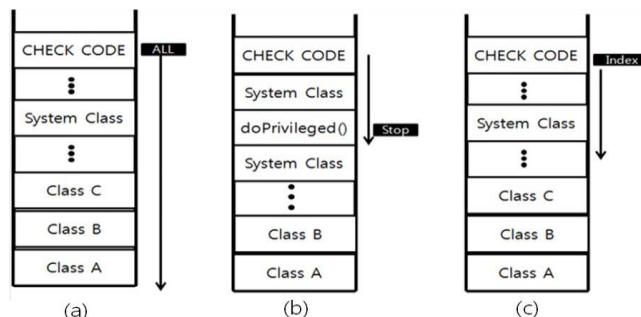 CHECK CODE
ALL
System Class
Class C
Class B
Class A
(a)
CHECK CODE
System Class
doPrivileged()
Stop
System Class
Class B
Class A
(b)
CHECK CODE
Index
System Class
Class C
Class B
Class A
(c)